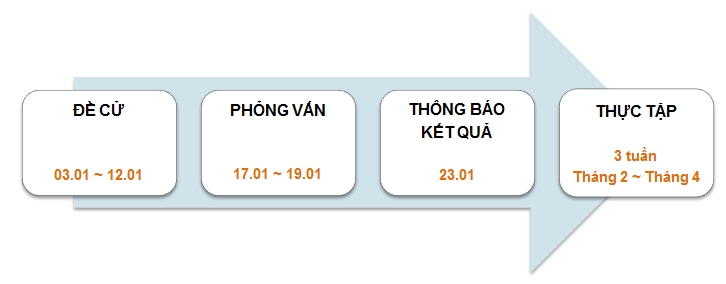 ĐỀ CỬ
03.01 ~ 12.01
PHỎNG VẤN
17.01 ~ 19.01
THÔNG BÁO
KẾT QUẢ
23.01
THỰC TẬP
3 tuần
Tháng 2 ~ Tháng 4